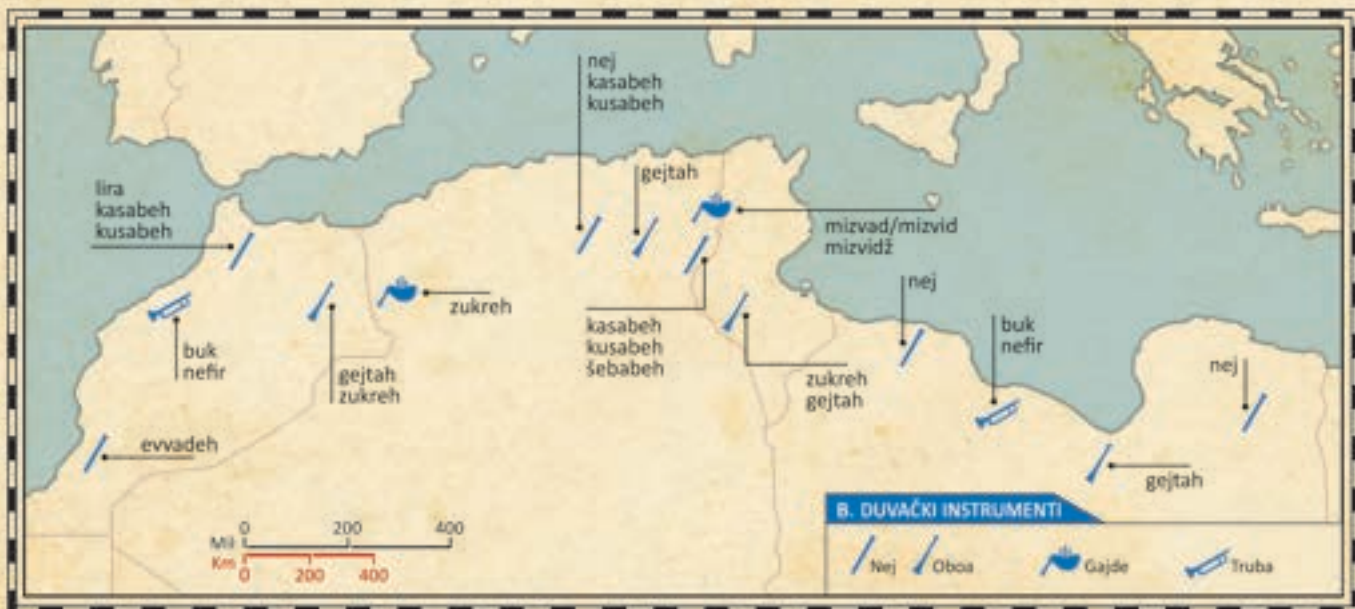 nej
kasabeh
kusabeh
lira
kasabeh
kusabeh
gejtah
mizvad/mizvid
mizvidž
zukreh
nej
buk
nefir
kasabeh
kusabeh
šebabeh
buk
nefir
gejtah
zukreh
zukreh
gejtah
nej
evvadeh
gejtah
B. DUVAČKI INSTRUMENTI
0 200 400
Mil
Km
0 200 400
Nej Oboa Gajde Truba